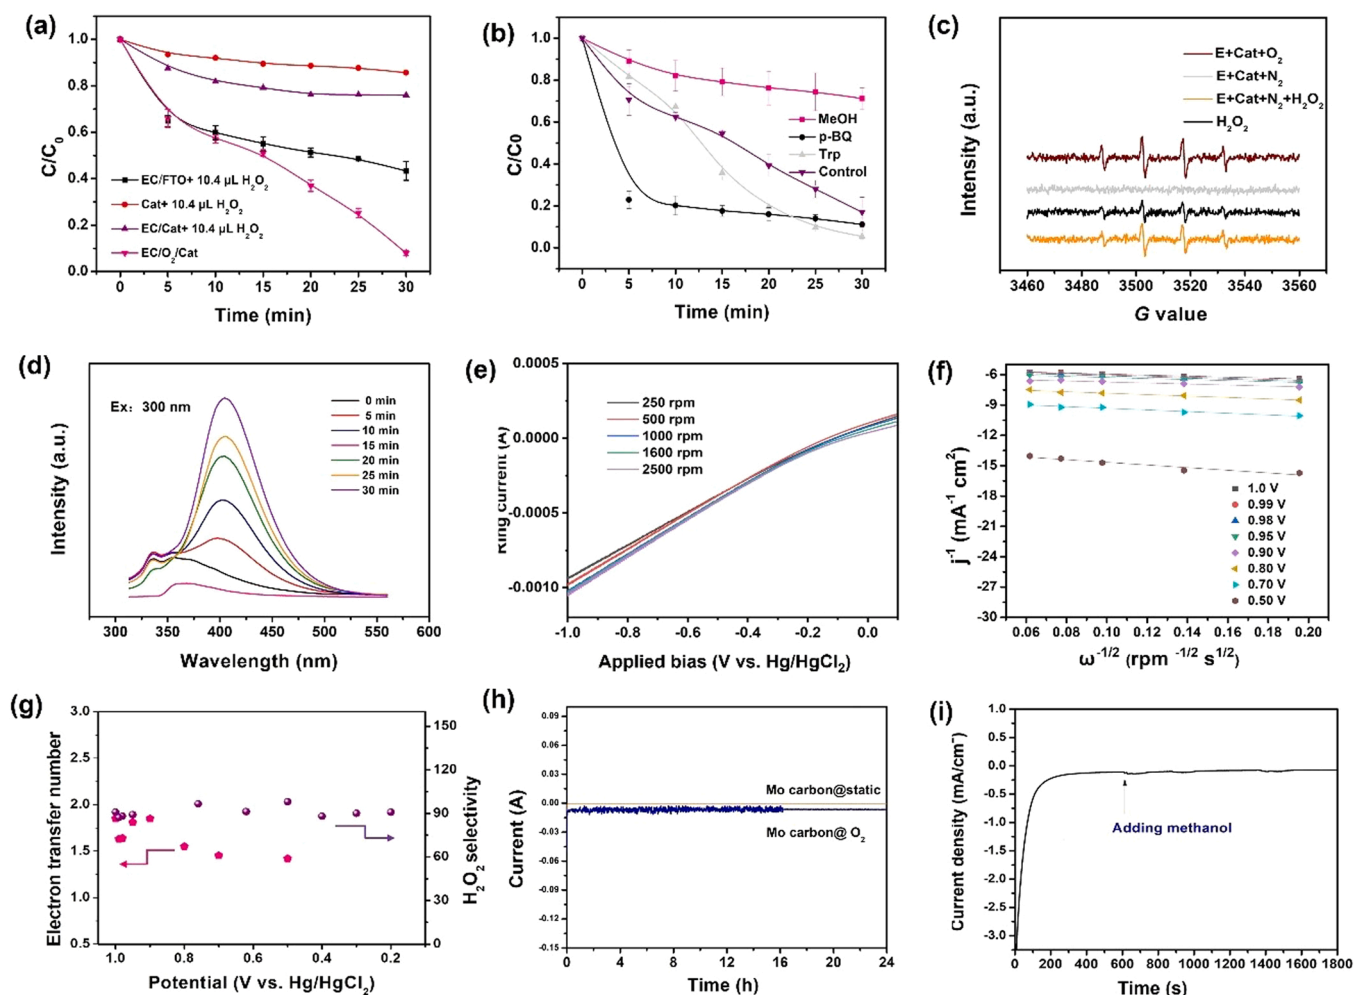 (a)
C/C0
1.0
0.8
0.6
0.4
0.2
0.0
EC/FTO+ 10.4 μL H2O2
Cat+ 10.4 μL H2O2
EC/Cat+ 10.4 μL H2O2
EC/O2/Cat
0 5 10 15 20 25 30
Time (min)
(b)
C/C0
1.0
0.8
0.6
0.4
0.2
0.0
MeOH
p-BQ
Trp
Control
0 5 10 15 20 25 30
Time (min)
(c)
Intensity (a.u.)
E+Cat+O2
E+Cat+N2
E+Cat+N2+H2O2
H2O2
3460 3480 3500 3520 3540 3560
G value
(d)
Intensity (a.u.)
Ex: 300 nm
0 min
5 min
10 min
15 min
20 min
25 min
30 min
300 350 400 450 500 550 600
Wavelength (nm)
(e)
Ring current (A)
0.0005
0.0000
-0.0005
-0.0010
250 rpm
500 rpm
1000 rpm
1600 rpm
2500 rpm
-1.0 -0.8 -0.6 -0.4 -0.2 0.0
Applied bias (V vs. Hg/HgCl2)
(f)
j-1 (mA-1 cm2)
-6
-9
-12
-15
-18
-21
-24
-27
-30
1.0 V
0.99 V
0.98 V
0.95 V
0.90 V
0.80 V
0.70 V
0.50 V
0.06 0.08 0.10 0.12 0.14 0.16 0.18 0.20
ω-1/2 (rpm -1/2 s1/2)
(g)
Electron transfer number
3.0
2.5
2.0
1.5
1.0
0.5
150
120
90
60
30
0
H2O2 selectivity
1.0 0.8 0.6 0.4 0.2
Potential (V vs. Hg/HgCl2)
(h)
Current (A)
0.09
0.06
0.03
0.00
-0.03
-0.06
-0.09
-0.12
-0.15
Mo carbon@static
Mo carbon@ O2
0 4 8 12 16 20 24
Time (h)
(i)
Current density (mA/cm-)
1.0
0.5
0.0
-0.5
-1.0
-1.5
-2.0
-2.5
-3.0
Adding methanol
0 200 400 600 800 1000 1200 1400 1600 1800
Time (s)